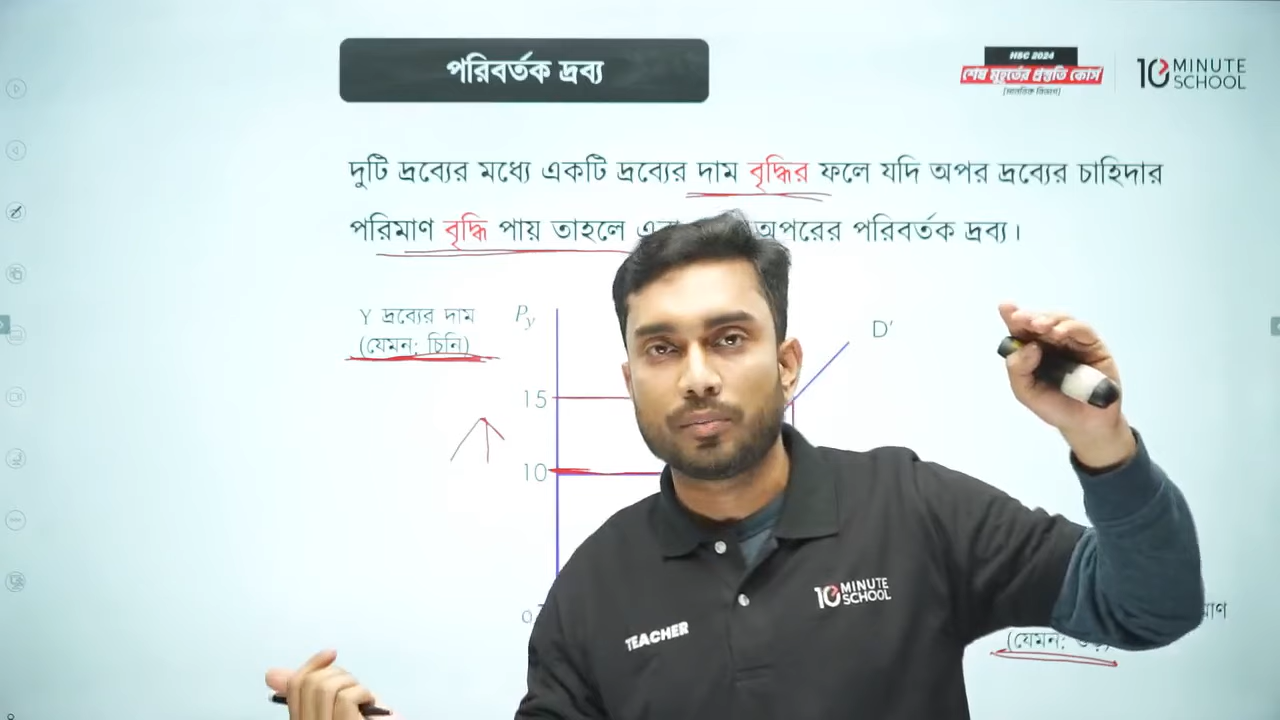 পরিবর্তক দ্রব্য
HSC 2024
শেষ মুহূর্তের প্রস্তুতি কোর্স
[মানবিক বিভাগ]
10 MINUTE SCHOOL
দুটি দ্রব্যের মধ্যে একটি দ্রব্যের দাম বৃদ্ধির ফলে যদি অপর দ্রব্যের চাহিদার
পরিমাণ বৃদ্ধি পায় তাহলে অপরের পরিবর্তক দ্রব্য।
Y দ্রব্যের দাম
(যেমন: চিনি)
Py
D′
15
10
(যেমন:
TEACHER
10 MINUTE SCHOOL